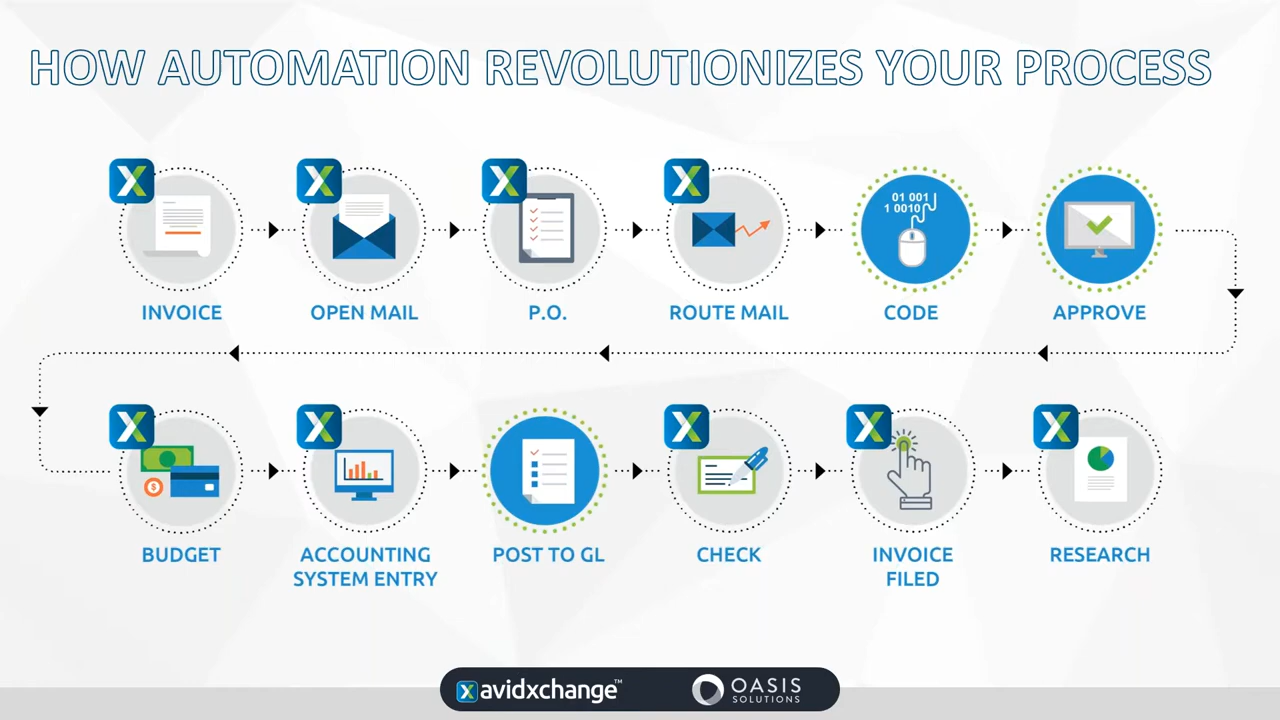 HOW AUTOMATION REVOLUTIONIZES YOUR PROCESS
01 001
1 0010
INVOICE
OPEN MAIL
P.O.
ROUTE MAIL
CODE
APPROVE
$
BUDGET
ACCOUNTING
SYSTEM ENTRY
POST TO GL
CHECK
INVOICE
FILED
RESEARCH
avidxchange™
OASIS
SOLUTIONS